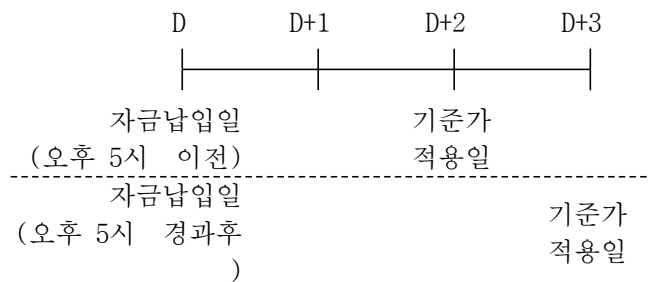 D D+1 D+2 D+3
자금납입일 기준가
(오후 5시 이전) 적용일
자금납입일
(오후 5시 경과후
)
기준가
적용일